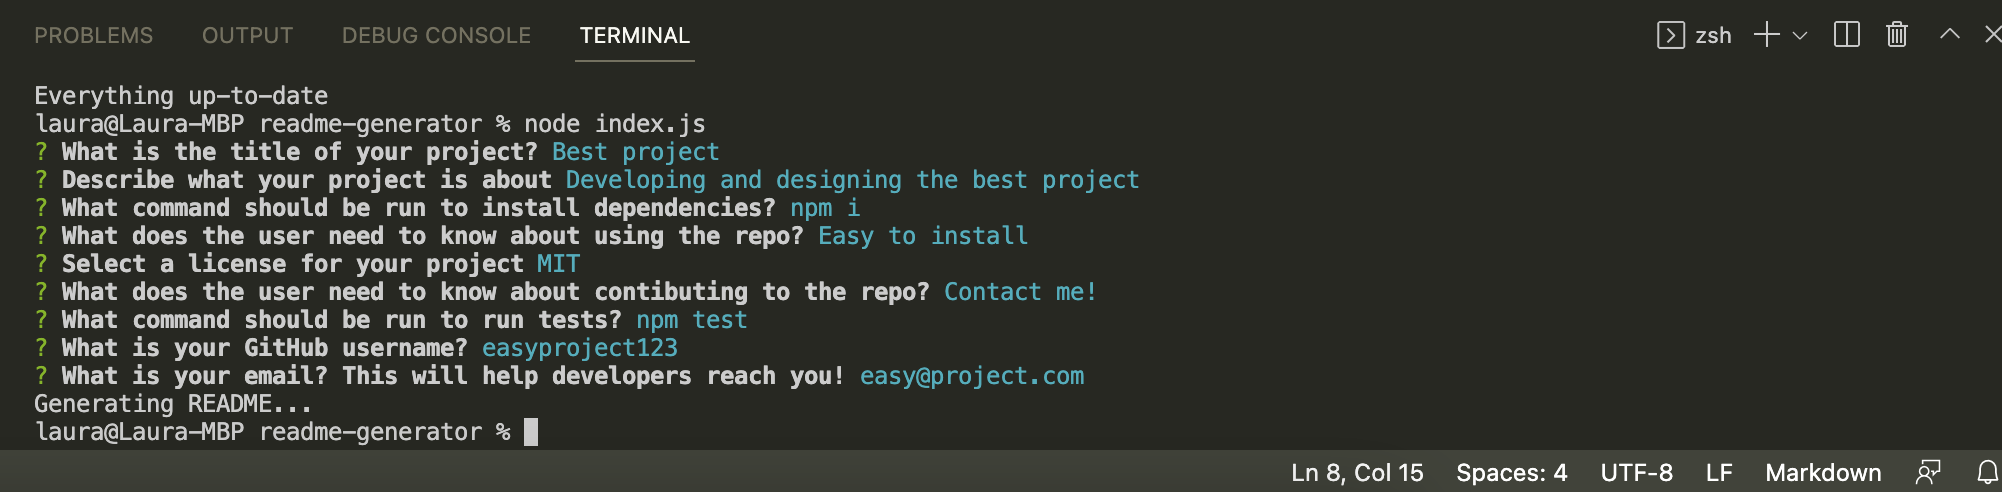 PROBLEMS OUTPUT DEBUG CONSOLE TERMINAL zsh
Everything up-to-date
laura@Laura-MBP readme-generator % node index.js
? What is the title of your project? Best project
? Describe what your project is about Developing and designing the best project
? What command should be run to install dependencies? npm i
? What does the user need to know about using the repo? Easy to install
? Select a license for your project MIT
? What does the user need to know about contibuting to the repo? Contact me!
? What command should be run to run tests? npm test
? What is your GitHub username? easyproject123
? What is your email? This will help developers reach you! easy@project.com
Generating README...
laura@Laura-MBP readme-generator %
Ln 8, Col 15 Spaces: 4 UTF-8 LF Markdown